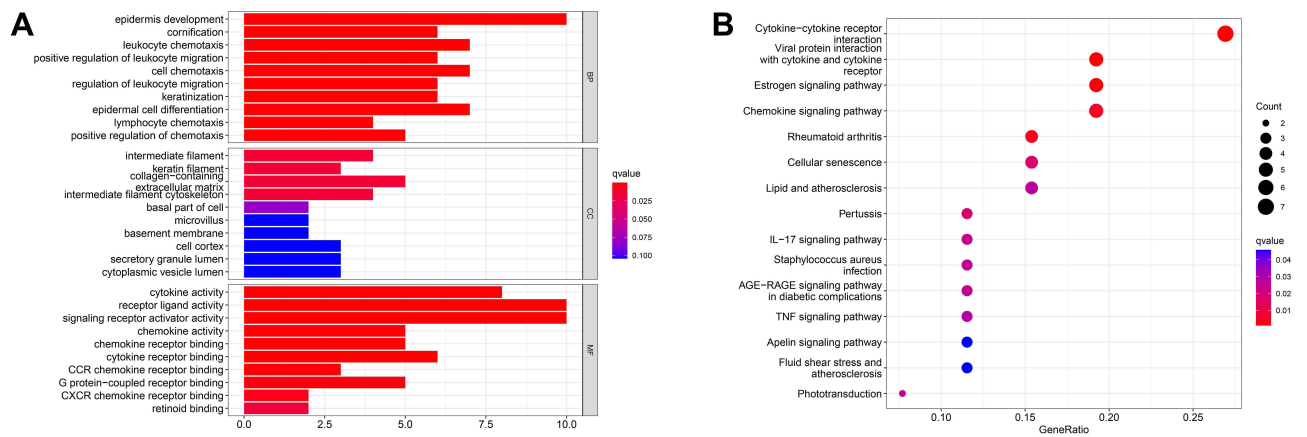 A
epidermis development
cornification
leukocyte chemotaxis
positive regulation of leukocyte migration
cell chemotaxis
regulation of leukocyte migration
keratinization
epidermal cell differentiation
lymphocyte chemotaxis
positive regulation of chemotaxis
BP
intermediate filament
keratin filament
collagen−containing
extracellular matrix
intermediate filament cytoskeleton
basal part of cell
microvillus
basement membrane
cell cortex
secretory granule lumen
cytoplasmic vesicle lumen
CC
cytokine activity
receptor ligand activity
signaling receptor activator activity
chemokine activity
chemokine receptor binding
cytokine receptor binding
CCR chemokine receptor binding
G protein−coupled receptor binding
CXCR chemokine receptor binding
retinoid binding
MF
0.0 2.5 5.0 7.5 10.0
qvalue
0.025
0.050
0.075
0.100
B
Cytokine−cytokine receptor
interaction
Viral protein interaction
with cytokine and cytokine
receptor
Estrogen signaling pathway
Chemokine signaling pathway
Rheumatoid arthritis
Cellular senescence
Lipid and atherosclerosis
Pertussis
IL−17 signaling pathway
Staphylococcus aureus
infection
AGE−RAGE signaling pathway
in diabetic complications
TNF signaling pathway
Apelin signaling pathway
Fluid shear stress and
atherosclerosis
Phototransduction
0.10 0.15 0.20 0.25
GeneRatio
Count
2
3
4
5
6
7
qvalue
0.04
0.03
0.02
0.01